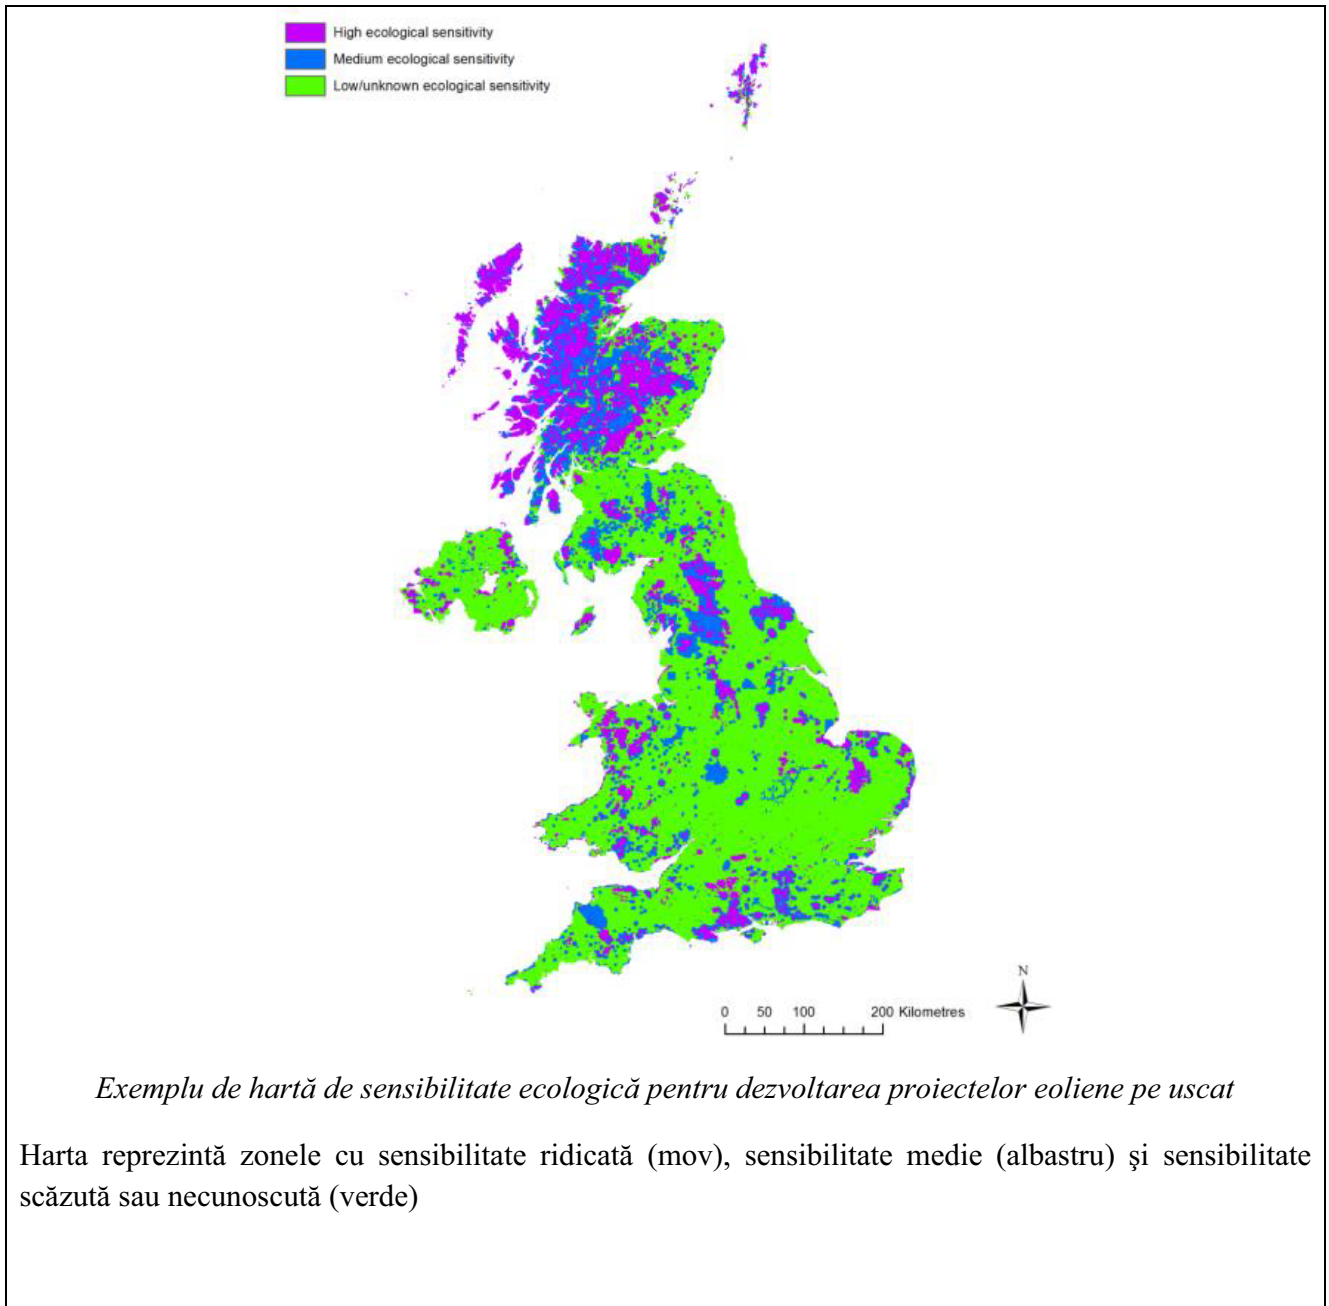 High ecological sensitivity
Medium ecological sensitivity
Low/unknown ecological sensitivity
N
0 50 100 200 Kilometres
Exemplu de hartă de sensibilitate ecologică pentru dezvoltarea proiectelor eoliene pe uscat
Harta reprezintă zonele cu sensibilitate ridicată (mov), sensibilitate medie (albastru) şi sensibilitate
scăzută sau necunoscută (verde)